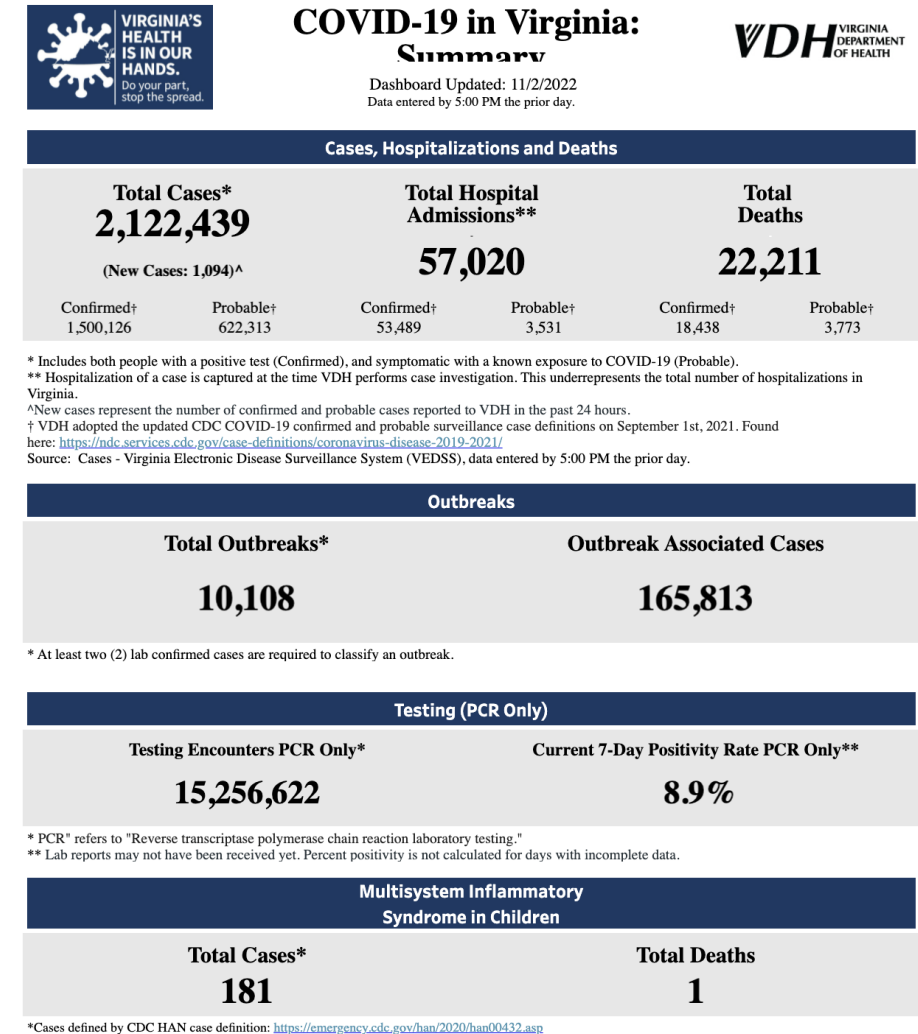 VIRGINIA'S
HEALTH
IS IN OUR
HANDS.
Do your part,
stop the spread.
COVID-19 in Virginia:
Summary
Dashboard Updated: 11/2/2022
Data entered by 5:00 PM the prior day.
VDH VIRGINIA
DEPARTMENT
OF HEALTH
Cases, Hospitalizations and Deaths
Total Cases*
2,122,439
(New Cases: 1,094)^
Total Hospital
Admissions**
57,020
Total
Deaths
22,211
Confirmed† Probable† Confirmed† Probable† Confirmed† Probable†
1,500,126 622,313 53,489 3,531 18,438 3,773
* Includes both people with a positive test (Confirmed), and symptomatic with a known exposure to COVID-19 (Probable).
** Hospitalization of a case is captured at the time VDH performs case investigation. This underrepresents the total number of hospitalizations in
Virginia.
^New cases represent the number of confirmed and probable cases reported to VDH in the past 24 hours.
† VDH adopted the updated CDC COVID-19 confirmed and probable surveillance case definitions on September 1st, 2021. Found
here: https://ndc.services.cdc.gov/case-definitions/coronavirus-disease-2019-2021/
Source: Cases - Virginia Electronic Disease Surveillance System (VEDSS), data entered by 5:00 PM the prior day.
Outbreaks
Total Outbreaks* Outbreak Associated Cases
10,108 165,813
* At least two (2) lab confirmed cases are required to classify an outbreak.
Testing (PCR Only)
Testing Encounters PCR Only* Current 7-Day Positivity Rate PCR Only**
15,256,622 8.9%
* PCR" refers to "Reverse transcriptase polymerase chain reaction laboratory testing."
** Lab reports may not have been received yet. Percent positivity is not calculated for days with incomplete data.
Multisystem Inflammatory
Syndrome in Children
Total Cases* Total Deaths
181 1
*Cases defined by CDC HAN case definition: https://emergency.cdc.gov/han/2020/han00432.asp